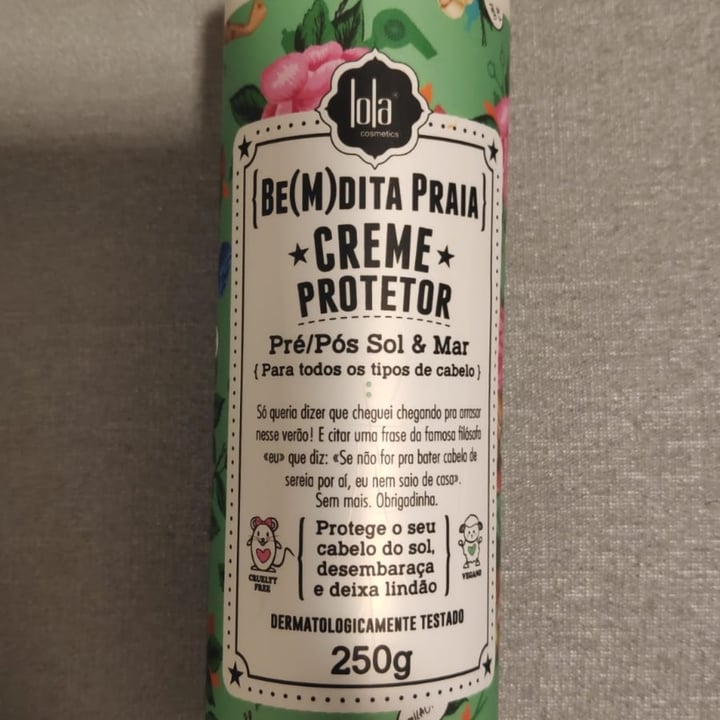 lola
cosmetics
{BE(M)DITA PRAIA}
CREME
PROTETOR
Pré/Pós Sol & Mar
{Para todos os tipos de cabelo}
Só queria dizer que cheguei chegando pra arrasar
nesse verão! E citar uma frase da famosa filósofa
«eu» que diz: «Se não for pra bater cabelo de
sereia por aí, eu nem saio de casa».
Sem mais. Obrigadinha.
CRUELTY
FREE
Protege o seu
cabelo do sol,
desembaraça
e deixa lindão
VEGANO
DERMATOLOGICAMENTE TESTADO
250g